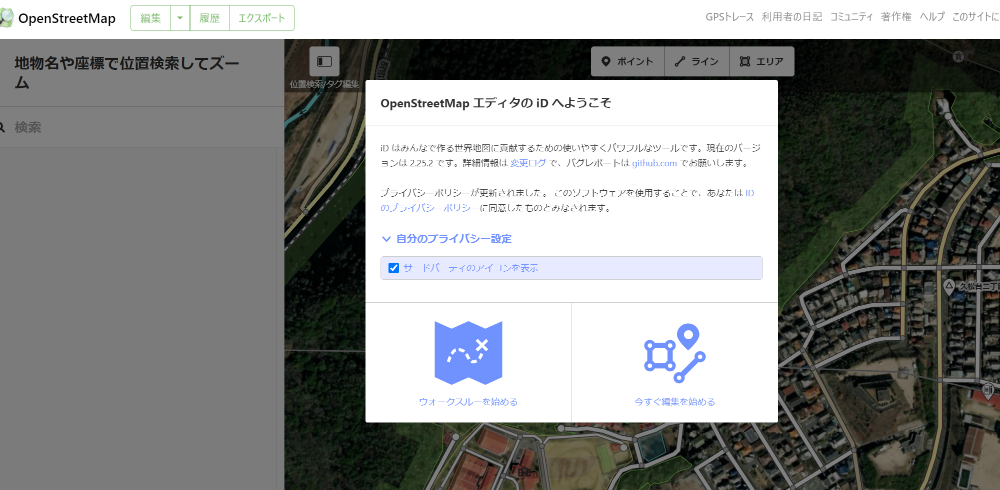 OpenStreetMap
編集
履歴
エクスポート
GPSトレース
利用者の日記
コミュニティ
著作権
ヘルプ
このサイトに
地物名や座標で位置検索してズー
ム
検索
位置検索/タグ編集
ポイント
ライン
エリア
OpenStreetMap エディタの iD へようこそ
iD はみんなで作る世界地図に貢献するための使いやすくパワフルなツールです。現在のバージ
ョンは 2.25.2 です。詳細情報は 変更ログ で、バグレポートは github.com でお願いします。
プライバシーポリシーが更新されました。 このソフトウェアを使用することで、あなたは ID
のプライバシーポリシーに同意したものとみなされます。
自分のプライバシー設定
サードパーティのアイコンを表示
久松台二丁目
ウォークスルーを始める
今すぐ編集を始める